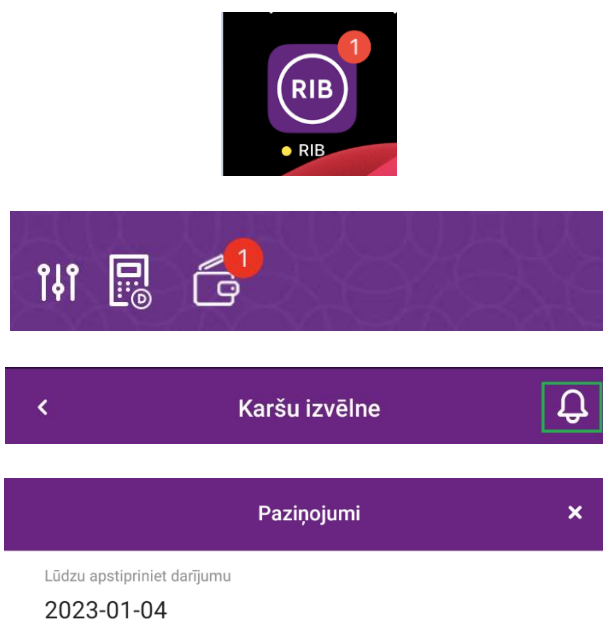 1
RIB
RIB
D
1
Karšu izvēlne
Paziņojumi
Lūdzu apstipriniet darījumu
2023-01-04